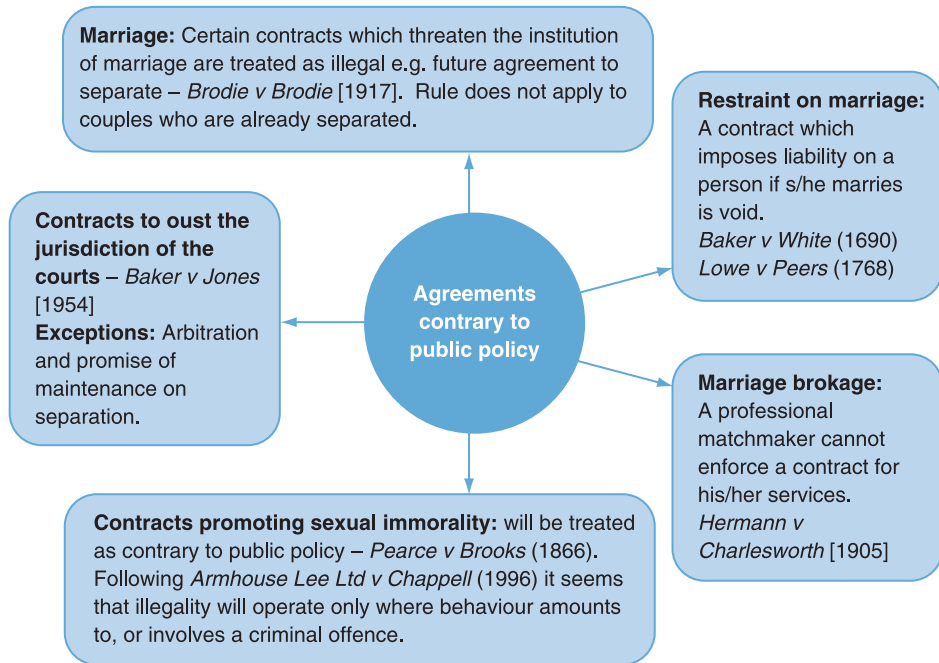 Marriage: Certain contracts which threaten the institution
of marriage are treated as illegal e.g. future agreement to
separate – Brodie v Brodie [1917].  Rule does not apply to
couples who are already separated.
Restraint on marriage:
A contract which
imposes liability on a
person if s/he marries
is void.
Baker v White (1690)
Lowe v Peers (1768)
Contracts to oust the
jurisdiction of the
courts – Baker v Jones
[1954]
Exceptions: Arbitration
and promise of
maintenance on
separation.
Agreements
contrary to
public policy
Marriage brokage:
A professional
matchmaker cannot
enforce a contract for
his/her services.
Hermann v
Charlesworth [1905]
Contracts promoting sexual immorality: will be treated
as contrary to public policy – Pearce v Brooks (1866).
Following Armhouse Lee Ltd v Chappell (1996) it seems
that illegality will operate only where behaviour amounts
to, or involves a criminal offence.